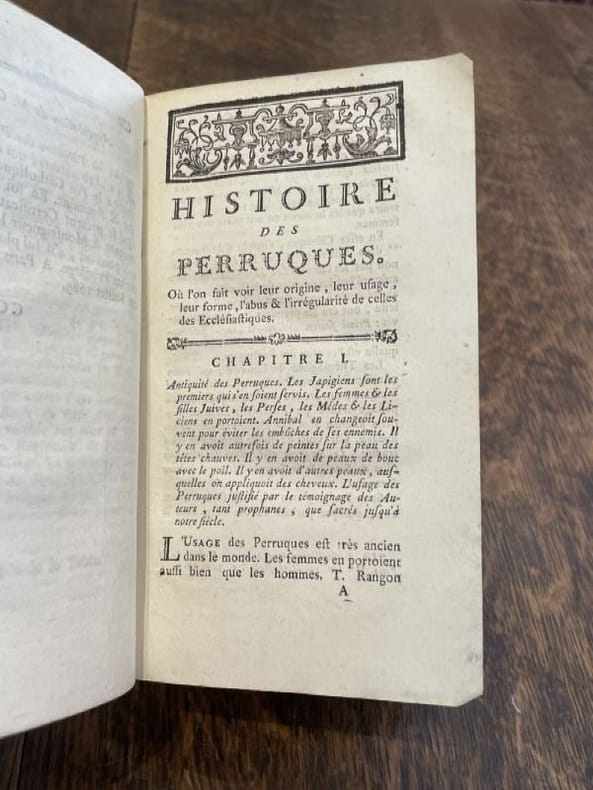 HISTOIRE
DES
PERRUQUES.
Où l'on fait voir leur origine, leur usage,
leur forme, l'abus & l'irrégularité de celles
des Eccléſiaſtiques.
CHAPITRE I.
Antiquité des Perruques. Les Japigiens ſont les
premiers qui s'en ſoient ſervis. Les femmes & les
filles Juives, les Perſes, les Médes & les Li-
ciens en portoient. Annibal en changeoit ſou-
vent pour éviter les embûches de ſes ennemis. Il
y en avoit autrefois de peintes ſur la peau des
têtes chauves. Il y en avoit de peaux de bouc
avec le poil. Il y en avoit d'autres peaux, auſ-
quelles on appliquoit des cheveux. L'uſage des
Perruques juſtifié par le témoignage des Au-
teurs, tant prophanes, que ſacrés juſqu'à
notre ſiécle.
L'USAGE des Perruques eſt très ancien
dans le monde. Les femmes en portoient
auſſi bien que les hommes. T. Rangon
A